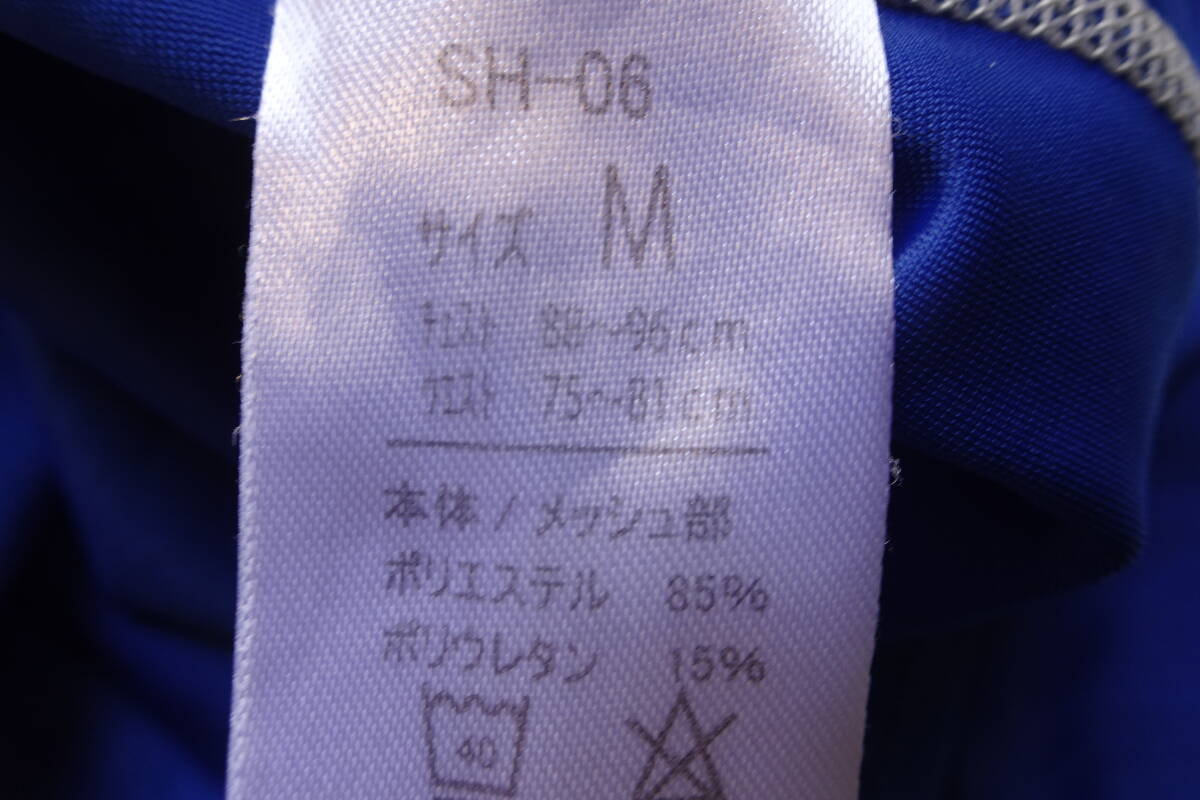 SH-06
サイズ M
ﾁｪｽﾄ 88～96cm
ｳｴｽﾄ 75～81cm
本体/メッシュ部
ポリエステル 85%
ポリウレタン 15%
40